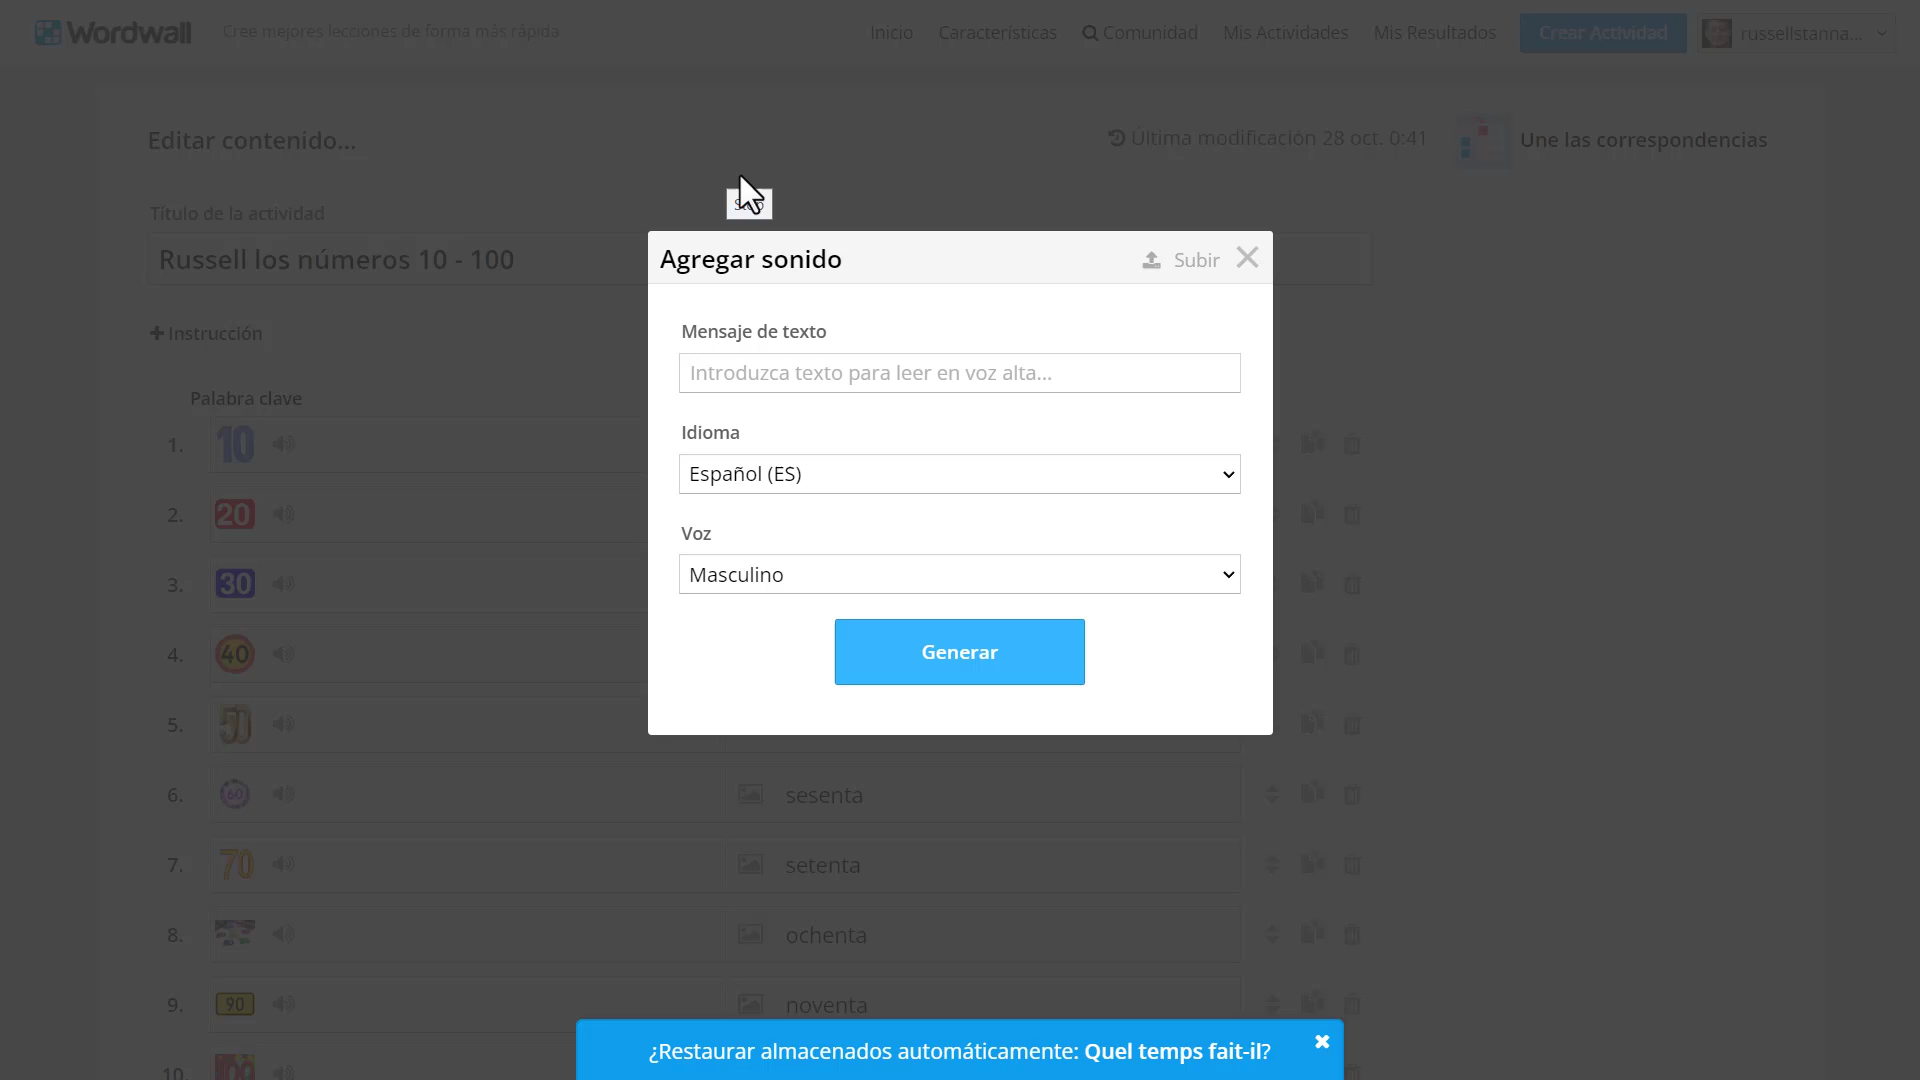 Wordwall
Cree mejores lecciones de forma más rápida
Inicio
Características
Comunidad
Mis Actividades
Mis Resultados
Crear Actividad
russellstanna...
Editar contenido...
Última modificación 28 oct. 0:41
Une las correspondencias
Título de la actividad
Russell los números 10 - 100
Instrucción
Palabra clave
Agregar sonido
Subir
Mensaje de texto
Introduzca texto para leer en voz alta...
Idioma
Español (ES)
Voz
Masculino
Generar
1. 10
2. 20
3. 30
4. 40
5. 50
6. 60 sesenta
7. 70 setenta
8. ochenta
9. 90 noventa
10.
¿Restaurar almacenados automáticamente: Quel temps fait-il?